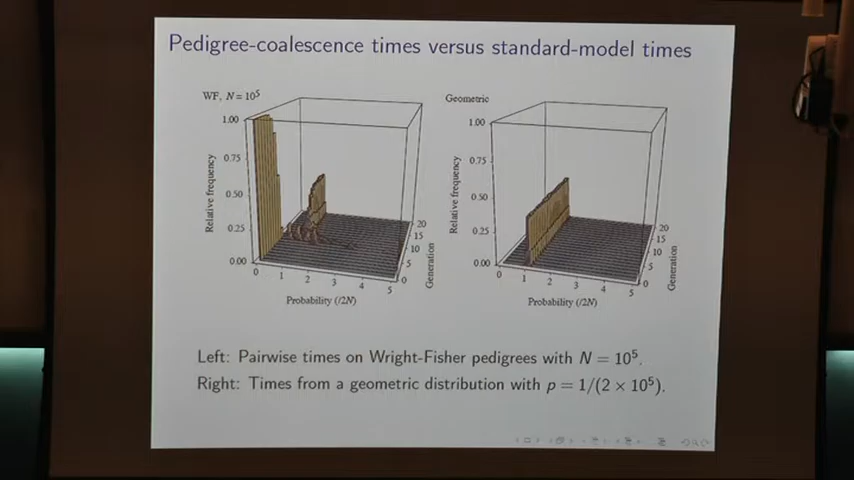 Pedigree-coalescence times versus standard-model times
WF, N = 10⁵
1.00
0.75
0.50
0.25
0.00
Relative frequency
0
1
2
3
4
5
Probability (/2N)
0
5
10
15
20
Generation
Geometric
1.00
0.75
0.50
0.25
0.00
Relative frequency
0
1
2
3
4
5
Probability (/2N)
0
5
10
15
20
Generation
Left: Pairwise times on Wright-Fisher pedigrees with N = 10⁵.
Right: Times from a geometric distribution with p = 1/(2 × 10⁵).